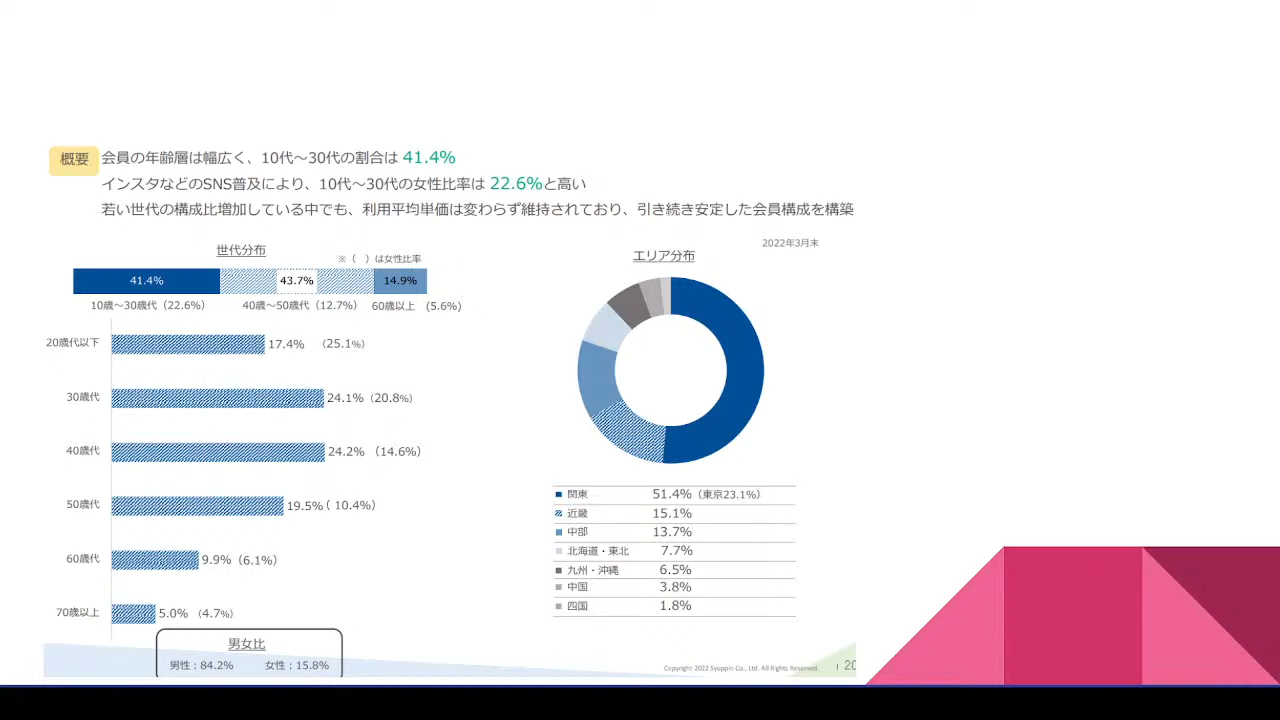 概要
会員の年齢層は幅広く、10代～30代の割合は 41.4%
インスタなどのSNS普及により、10代～30代の女性比率は 22.6%と高い
若い世代の構成比増加している中でも、利用平均単価は変わらず維持されており、引き続き安定した会員構成を構築
2022年3月末
世代分布
※（ ）は女性比率
41.4% 43.7% 14.9%
10歳～30歳代（22.6%） 40歳～50歳代（12.7%） 60歳以上 (5.6%)
20歳代以下 17.4% （25.1%）
30歳代 24.1%（20.8%）
40歳代 24.2% （14.6%）
50歳代 19.5%（ 10.4%）
60歳代 9.9%（6.1%）
70歳以上 5.0% （4.7%）
男女比
男性：84.2% 女性：15.8%
エリア分布
関東 51.4%（東京23.1%）
近畿 15.1%
中部 13.7%
北海道・東北 7.7%
九州・沖縄 6.5%
中国 3.8%
四国 1.8%
Copyright 2022 Syuppin Co., Ltd. All Rights Reserved. | 20